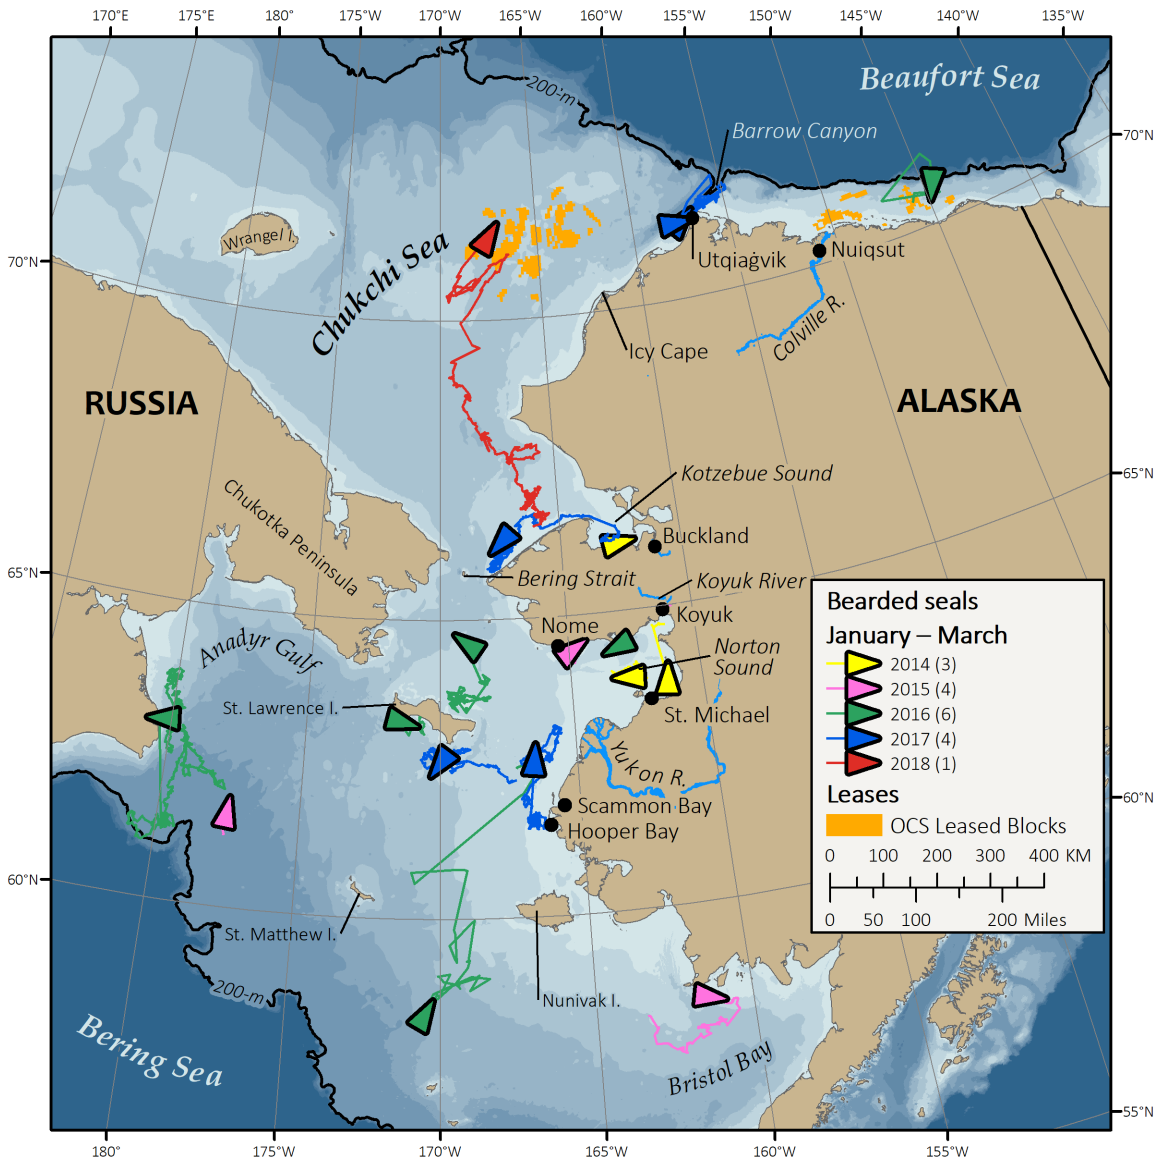 170°E
175°E
175°W
170°W
165°W
160°W
155°W
150°W
145°W
140°W
135°W
Beaufort Sea
200-m
Barrow Canyon
70°N
Wrangel I.
Chukchi Sea
Utqiaġvik
Nuiqsut
70°N
Colville R.
Icy Cape
RUSSIA
ALASKA
Kotzebue Sound
65°N
Chukotka Peninsula
Buckland
65°N
Bering Strait
Koyuk River
Koyuk
Nome
Anadyr Gulf
Norton
Sound
St. Lawrence I.
St. Michael
Yukon R.
Scammon Bay
Hooper Bay
60°N
60°N
St. Matthew I.
200-m
Nunivak I.
Bering Sea
Bristol Bay
55°N
Bearded seals
January – March
2014 (3)
2015 (4)
2016 (6)
2017 (4)
2018 (1)
Leases
OCS Leased Blocks
0 100 200 300 400 KM
0 50 100 200 Miles
180°
175°W
170°W
165°W
160°W
155°W